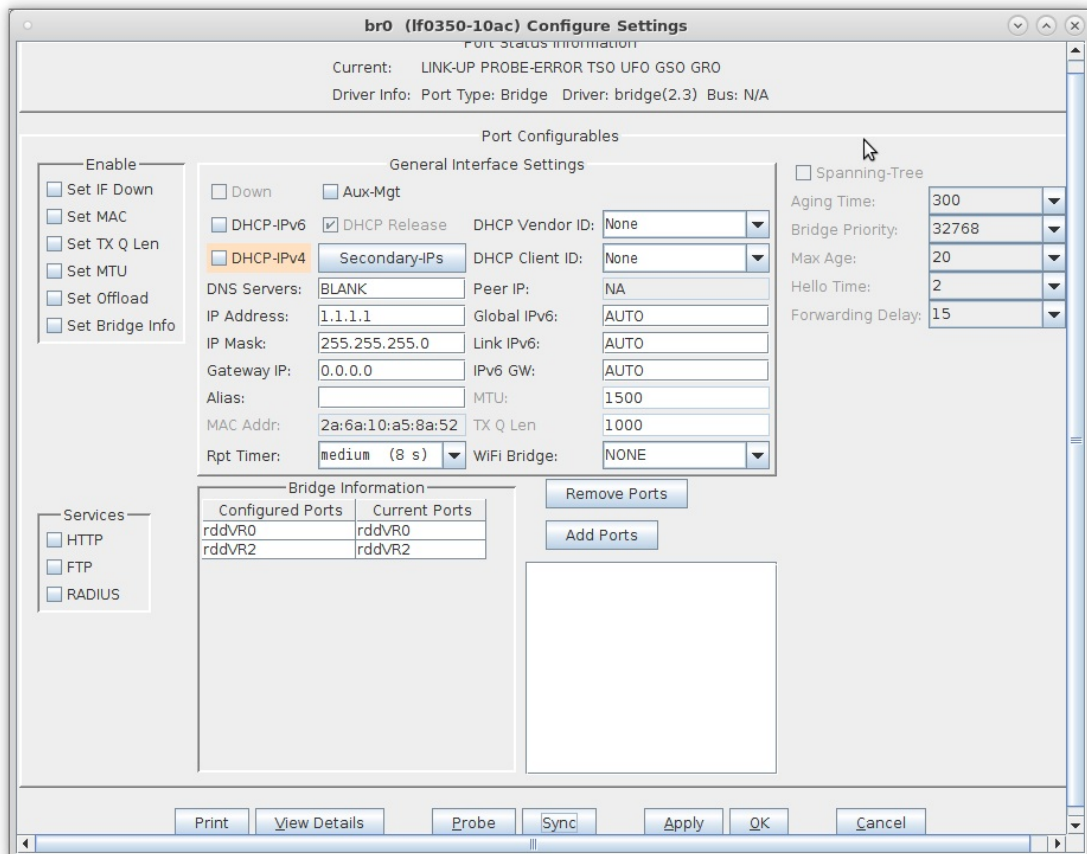 br0 (lf0350-10ac) Configure Settings
Port Status Information
Current: LINK-UP PROBE-ERROR TSO UFO GSO GRO
Driver Info: Port Type: Bridge Driver: bridge(2.3) Bus: N/A
Port Configurables
Enable
Set IF Down
Set MAC
Set TX Q Len
Set MTU
Set Offload
Set Bridge Info
General Interface Settings
Down Aux-Mgt
DHCP-IPv6 DHCP Release DHCP Vendor ID: None
DHCP-IPv4 Secondary-IPs DHCP Client ID: None
DNS Servers: BLANK Peer IP: NA
IP Address: 1.1.1.1 Global IPv6: AUTO
IP Mask: 255.255.255.0 Link IPv6: AUTO
Gateway IP: 0.0.0.0 IPv6 GW: AUTO
Alias: MTU: 1500
MAC Addr: 2a:6a:10:a5:8a:52 TX Q Len 1000
Rpt Timer: medium (8 s) WiFi Bridge: NONE
Spanning-Tree
Aging Time: 300
Bridge Priority: 32768
Max Age: 20
Hello Time: 2
Forwarding Delay: 15
Services
HTTP
FTP
RADIUS
Bridge Information
Configured Ports Current Ports
rddVR0 rddVR0
rddVR2 rddVR2
Remove Ports
Add Ports
Print View Details Probe Sync Apply OK Cancel